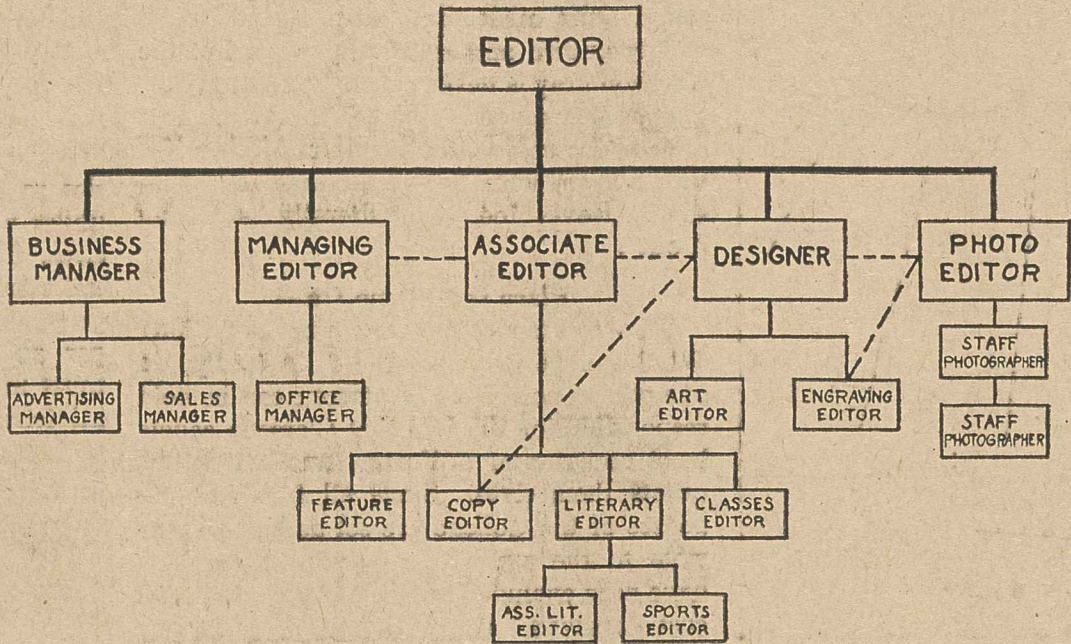 EDITOR
BUSINESS
MANAGER
MANAGING
EDITOR
ASSOCIATE
EDITOR
DESIGNER
PHOTO
EDITOR
ADVERTISING
MANAGER
SALES
MANAGER
OFFICE
MANAGER
ART
EDITOR
ENGRAVING
EDITOR
STAFF
PHOTOGRAPHER
STAFF
PHOTOGRAPHER
FEATURE
EDITOR
COPY
EDITOR
LITERARY
EDITOR
CLASSES
EDITOR
ASS. LIT.
EDITOR
SPORTS
EDITOR